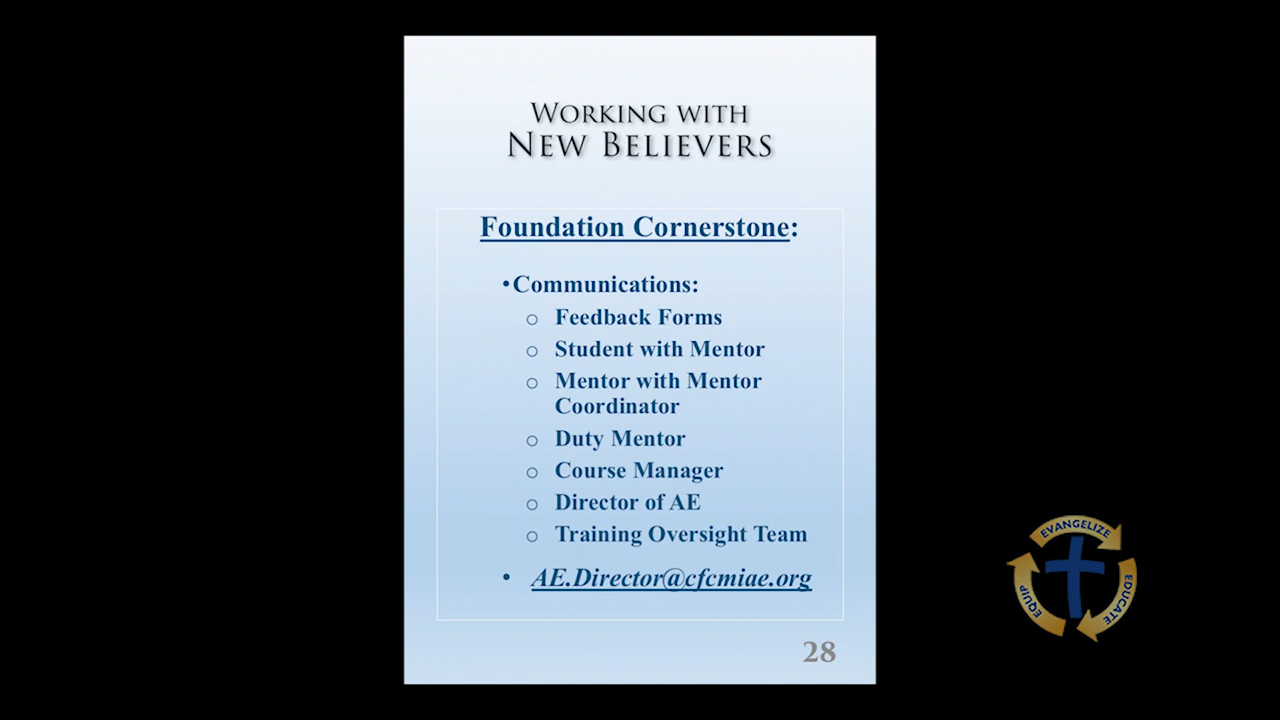 WORKING WITH
NEW BELIEVERS
Foundation Cornerstone:
•Communications:
o Feedback Forms
o Student with Mentor
o Mentor with Mentor
Coordinator
o Duty Mentor
o Course Manager
o Director of AE
o Training Oversight Team
• AE.Director@cfcmiae.org
28
EVANGELIZE
EDUCATE
EQUIP